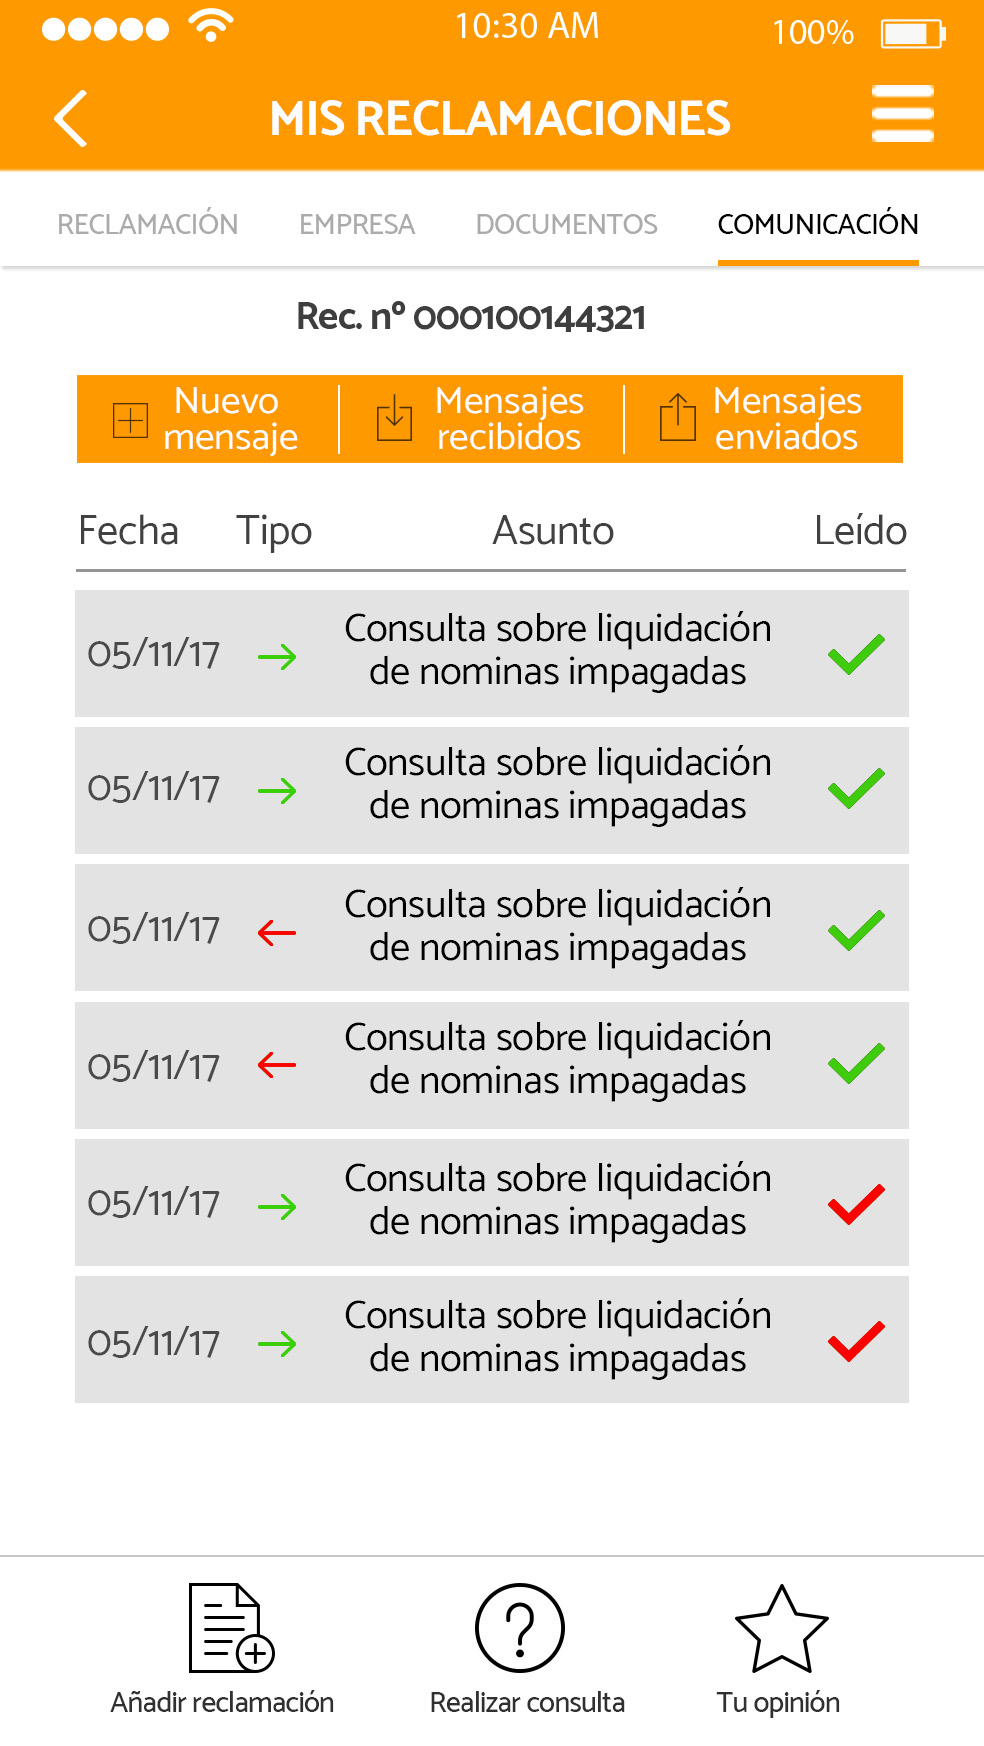 10:30 AM
100%
MIS RECLAMACIONES
RECLAMACIÓN EMPRESA DOCUMENTOS COMUNICACIÓN
Rec. nº 000100144321
Nuevo mensaje
Mensajes recibidos
Mensajes enviados
Fecha Tipo Asunto Leído
05/11/17 Consulta sobre liquidación
de nominas impagadas
05/11/17 Consulta sobre liquidación
de nominas impagadas
05/11/17 Consulta sobre liquidación
de nominas impagadas
05/11/17 Consulta sobre liquidación
de nominas impagadas
05/11/17 Consulta sobre liquidación
de nominas impagadas
05/11/17 Consulta sobre liquidación
de nominas impagadas
Añadir reclamación Realizar consulta Tu opinión